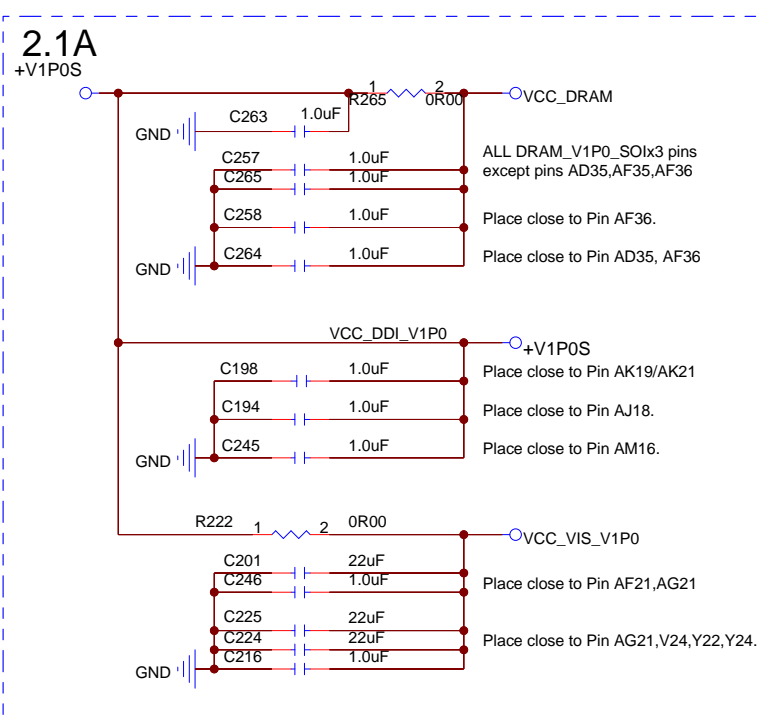 2.1A
+V1P0S
1 2
R265 0R00
VCC_DRAM
C263 1.0uF
GND
C257 1.0uF
C265 1.0uF
ALL DRAM_V1P0_SOIx3 pins
except pins AD35,AF35,AF36
C258 1.0uF
Place close to Pin AF36.
C264 1.0uF
Place close to Pin AD35, AF36
GND
VCC_DDI_V1P0
+V1P0S
C198 1.0uF
Place close to Pin AK19/AK21
C194 1.0uF
Place close to Pin AJ18.
C245 1.0uF
Place close to Pin AM16.
GND
R222 1 2 0R00
VCC_VIS_V1P0
C201 22uF
C246 1.0uF
Place close to Pin AF21,AG21
C225 22uF
C224 22uF
Place close to Pin AG21,V24,Y22,Y24.
C216 1.0uF
GND